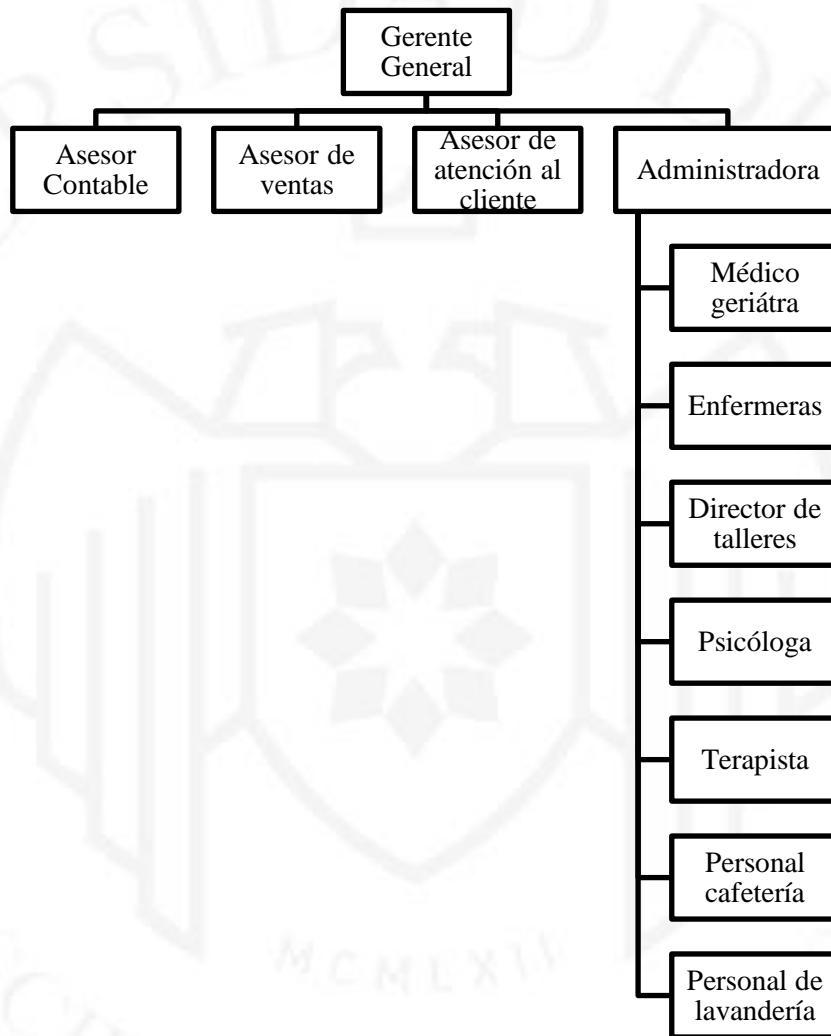 Gerente
General
Asesor
Contable
Asesor de
ventas
Asesor de
atención al
cliente
Administradora
Médico
geriátra
Enfermeras
Director de
talleres
Psicóloga
Terapista
Personal
cafetería
Personal de
lavandería
MCMLXII